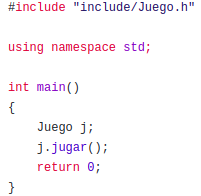 #include "include/Juego.h"
using namespace std;
int main()
{
Juego j;
j.jugar();
return 0;
}